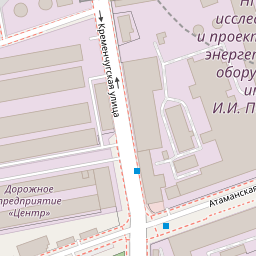 исслед
и проект
энергет
обору
им
И.И. П
Кременчугская улица
Дорожное
предприятие
«Центр»
Атаманская